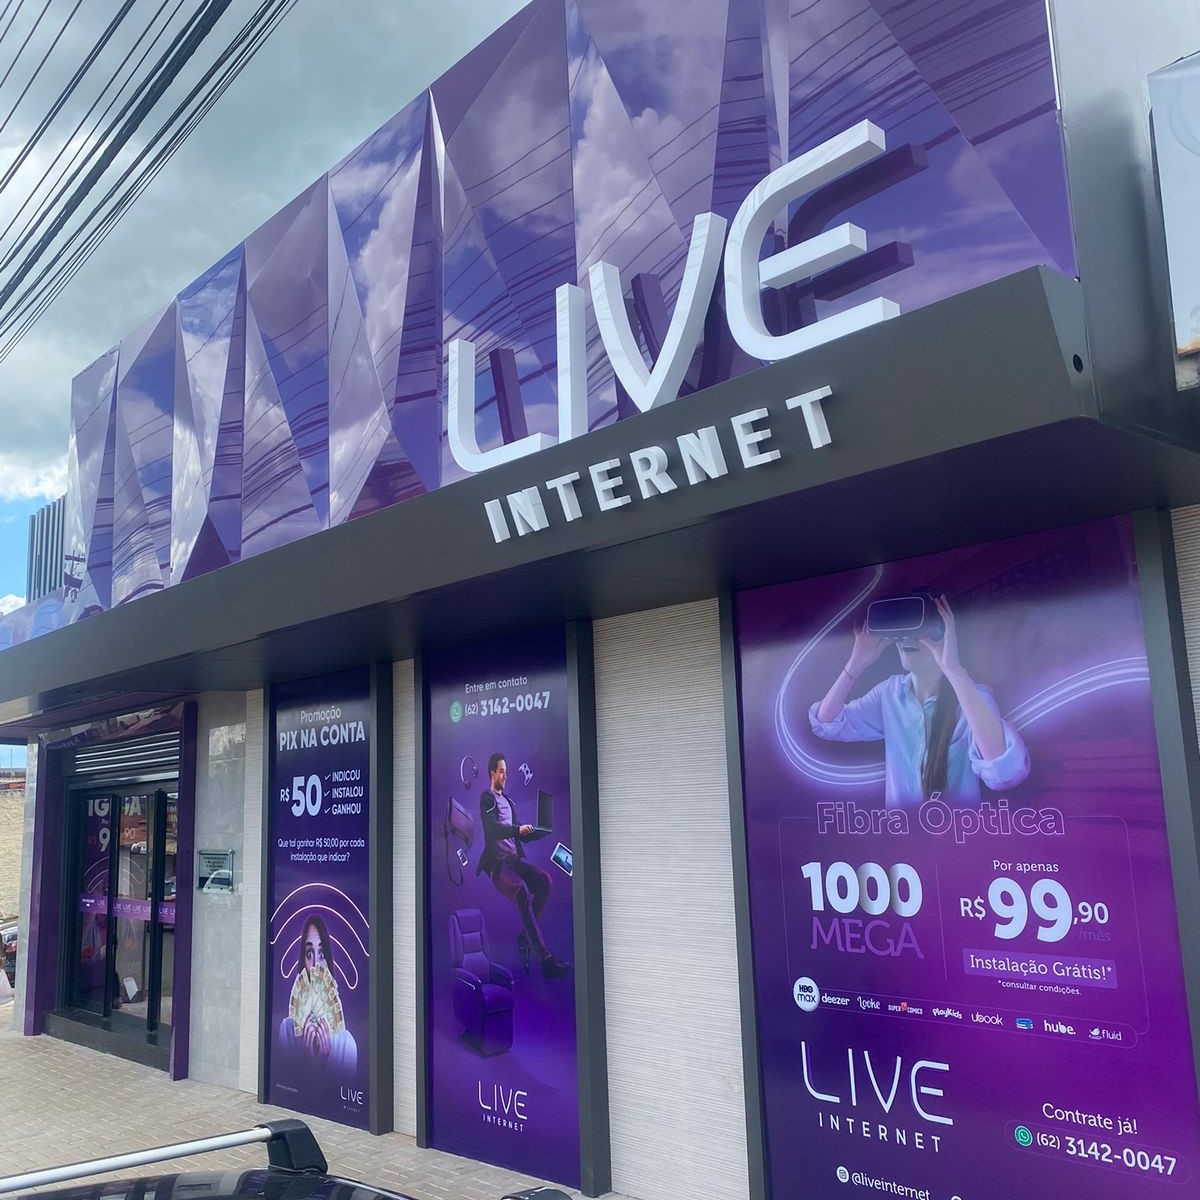 LIVE
INTERNET
Promoção
PIX NA CONTA
R$ 50
✓ INDICOU
✓ INSTALOU
✓ GANHOU
Que tal ganhar R$ 50,00 por cada
instalação que indicar?
LIVE
INTERNET
Entre em contato
(62) 3142-0047
LIVE
INTERNET
Fibra Óptica
1000
MEGA
Por apenas
R$ 99,90
/mês
Instalação Grátis!*
*consultar condições.
HBO
max
deezer
Looke
SUPER COMICS
PlayKids
ubook
hube.
fluid
LIVE
INTERNET
Contrate já!
(62) 3142-0047
@liveinternet